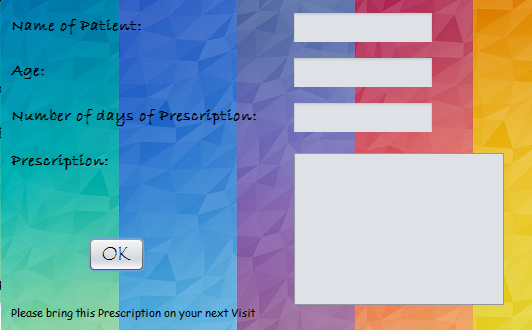 Name of Patient:
Age:
Number of days of Prescription:
Prescription:
OK
Please bring this Prescription on your next Visit